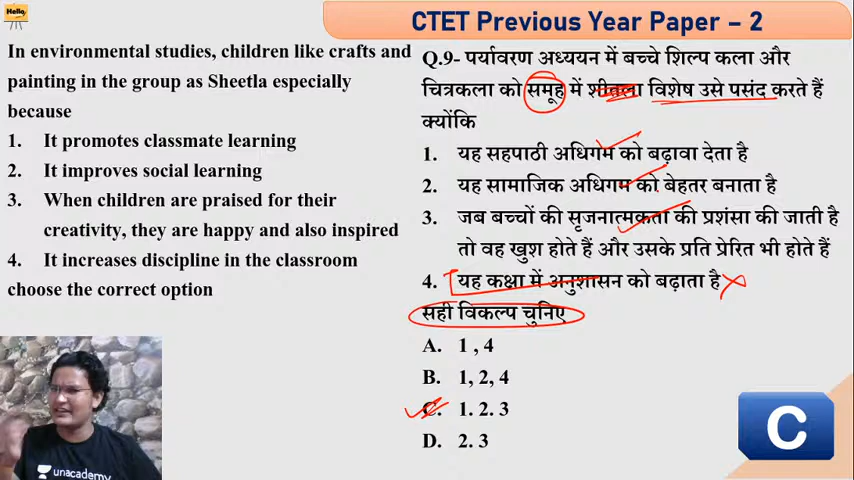 Hello
CTET Previous Year Paper – 2
In environmental studies, children like crafts and
painting in the group as Sheetla especially
because
1. It promotes classmate learning
2. It improves social learning
3. When children are praised for their
creativity, they are happy and also inspired
4. It increases discipline in the classroom
choose the correct option
Q.9- पर्यावरण अध्ययन में बच्चे शिल्प कला और
चित्रकला को समूह में शीतला विशेष उसे पसंद करते हैं
क्योंकि
1. यह सहपाठी अधिगम को बढ़ावा देता है
2. यह सामाजिक अधिगम को बेहतर बनाता है
3. जब बच्चों की सृजनात्मकता की प्रशंसा की जाती है
तो वह खुश होते हैं और उसके प्रति प्रेरित भी होते हैं
4. यह कक्षा में अनुशासन को बढ़ाता है
सही विकल्प चुनिए
A. 1 , 4
B. 1, 2, 4
C. 1. 2. 3
D. 2. 3
C
unacademy